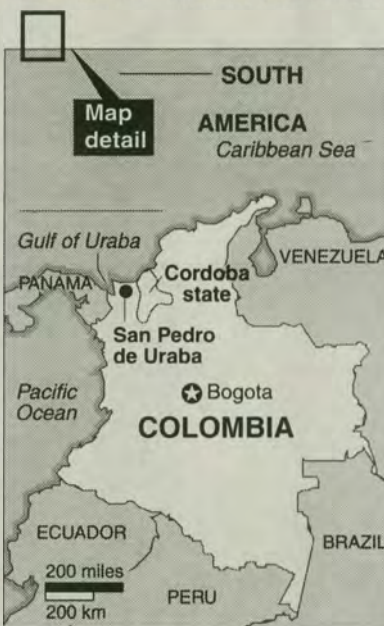 SOUTH
AMERICA
Map
detail
Caribbean Sea
Gulf of Uraba
PANAMA
Cordoba
state
VENEZUELA
San Pedro
de Uraba
Pacific
Ocean
Bogota
COLOMBIA
ECUADOR
BRAZIL
200 miles
200 km
PERU